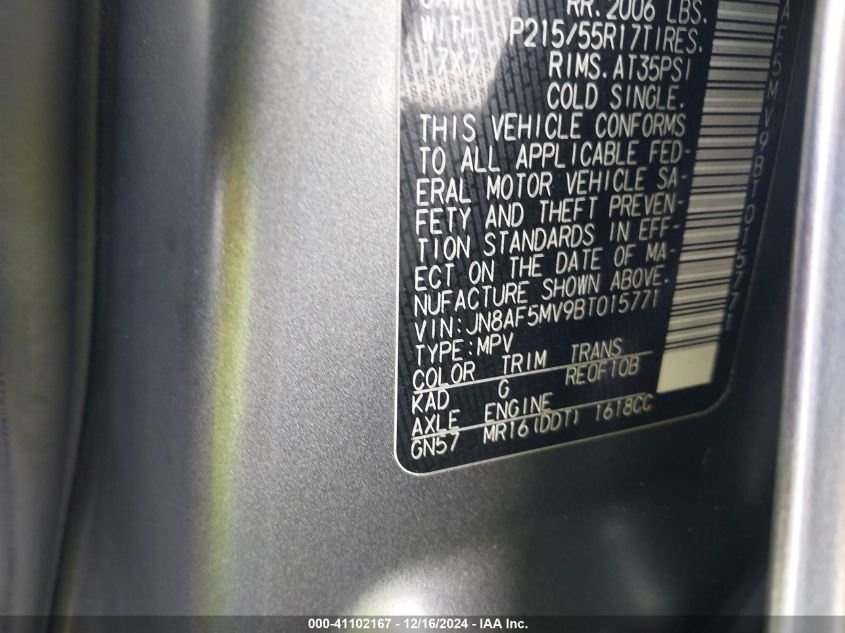 GAWR RR. 2006 LBS.
WITH P215/55R17TIRES.
17X7 RIMS. AT35PSI
COLD SINGLE.
THIS VEHICLE CONFORMS
TO ALL APPLICABLE FED-
ERAL MOTOR VEHICLE SA-
FETY AND THEFT PREVEN-
TION STANDARDS IN EFF-
ECT ON THE DATE OF MA-
NUFACTURE SHOWN ABOVE.
VIN:JN8AF5MV9BT015771
TYPE:MPV
COLOR TRIM TRANS
KAD G RE0F10B
AXLE ENGINE
GN57 MR16(DDT) 1618CC
AF5MV9BT015771
000-41102167 - 12/16/2024 - IAA Inc.